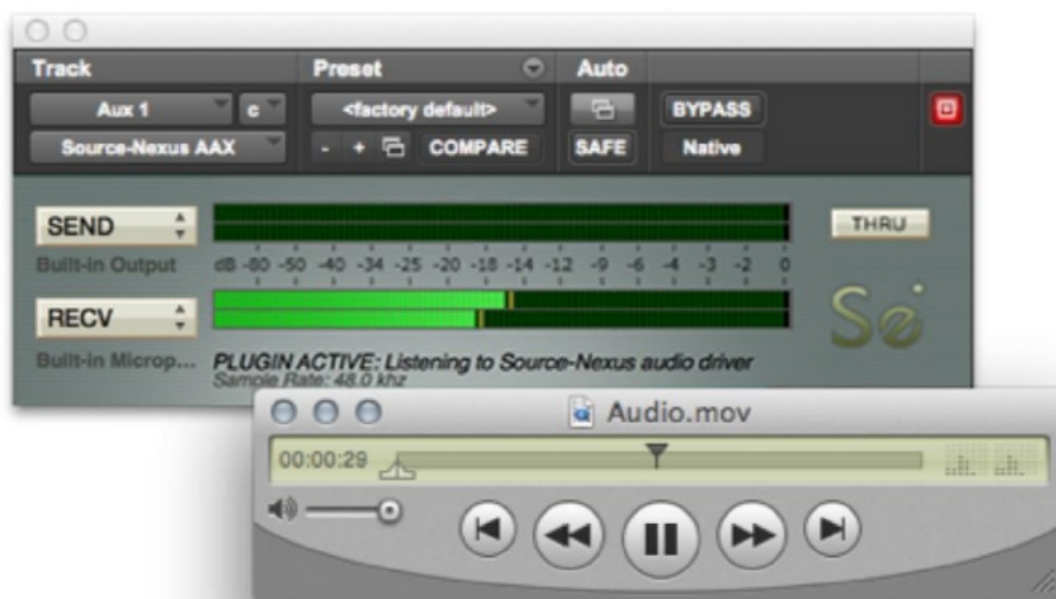 Track Preset Auto
Aux 1 c <factory default> BYPASS
Source-Nexus AAX - + COMPARE SAFE Native
SEND THRU
Built-in Output dB -80 -50 -40 -34 -25 -20 -18 -14 -12 -9 -6 -4 -3 -2 0
RECV
Built-in Microp... PLUGIN ACTIVE: Listening to Source-Nexus audio driver
Sample Rate: 48.0 khz
Audio.mov
00:00:29